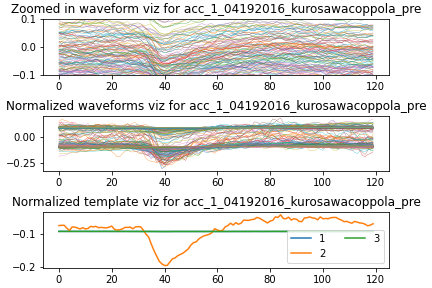 Zoomed in waveform viz for acc_1_04192016_kurosawacoppola_pre
0.1
0.0
−0.1
0 20 40 60 80 100 120
Normalized waveforms viz for acc_1_04192016_kurosawacoppola_pre
0.00
−0.25
0 20 40 60 80 100 120
Normalized template viz for acc_1_04192016_kurosawacoppola_pre
−0.1
−0.2
1 3
2
0 20 40 60 80 100 120